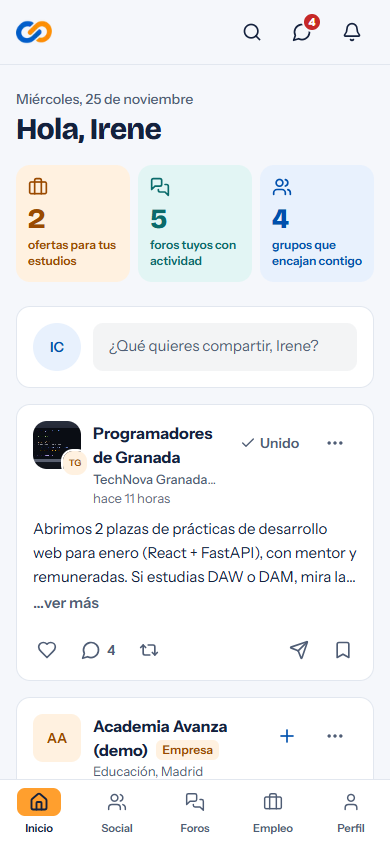 4
Miércoles, 25 de noviembre
Hola, Irene
2
ofertas para tus
estudios
5
foros tuyos con
actividad
4
grupos que
encajan contigo
IC
¿Qué quieres compartir, Irene?
TG
Programadores
de Granada
Unido
TechNova Granada...
hace 11 horas
Abrimos 2 plazas de prácticas de desarrollo
web para enero (React + FastAPI), con mentor y
remuneradas. Si estudias DAW o DAM, mira la...
...ver más
4
AA
Academia Avanza
(demo) Empresa
Educación, Madrid
Inicio Social Foros Empleo Perfil